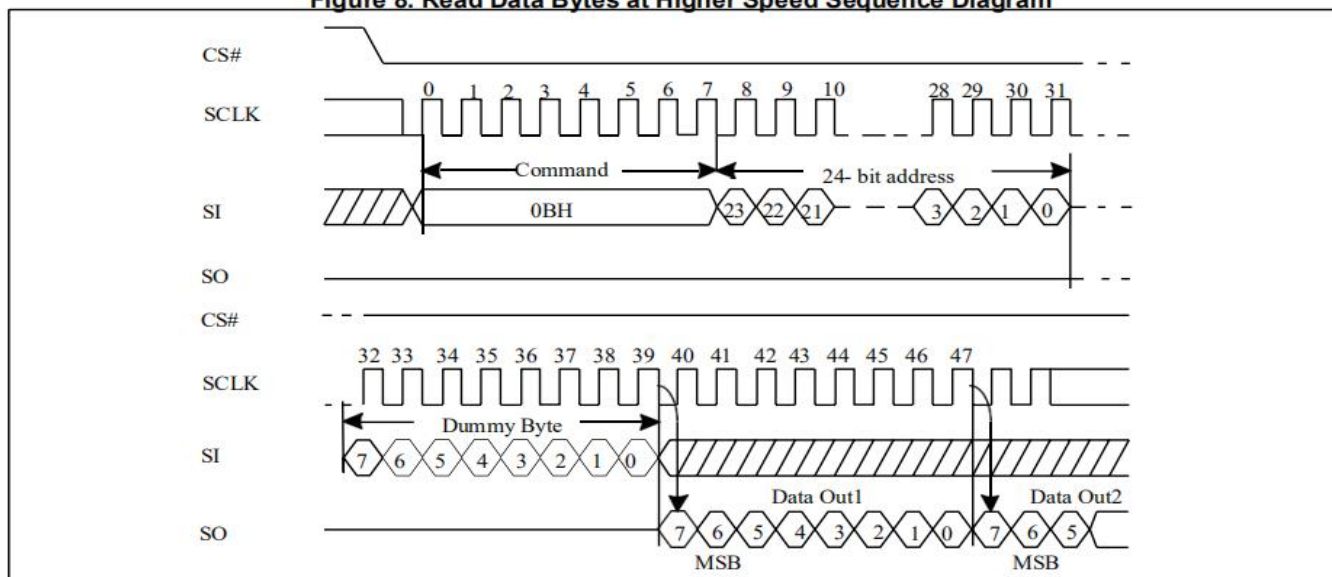 Figure 8. Read Data Bytes at Higher Speed Sequence Diagram
CS#
0 1 2 3 4 5 6 7 8 9 10 28 29 30 31
SCLK
Command 24- bit address
SI 0BH 23 22 21 3 2 1 0
SO
CS#
32 33 34 35 36 37 38 39 40 41 42 43 44 45 46 47
SCLK
Dummy Byte
SI 7 6 5 4 3 2 1 0
Data Out1 Data Out2
SO 7 6 5 4 3 2 1 0 7 6 5
MSB MSB